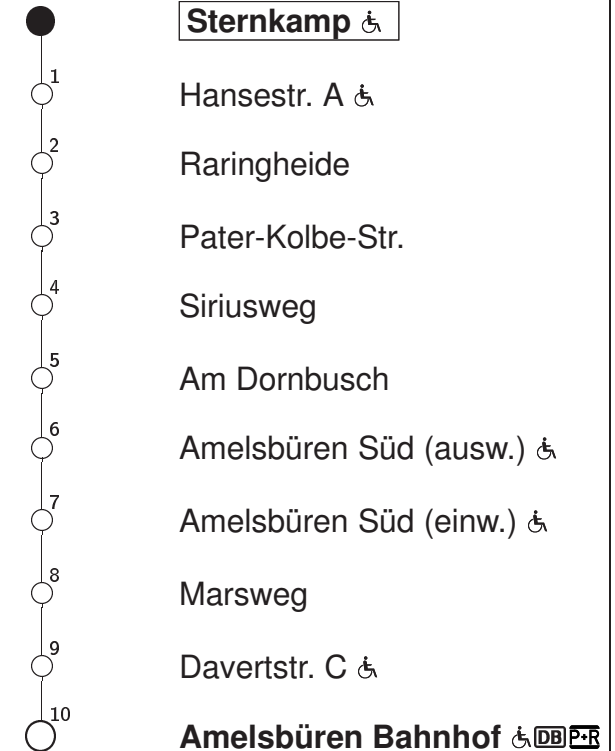 Sternkamp
1 Hansestr. A
2 Raringheide
3 Pater-Kolbe-Str.
4 Siriusweg
5 Am Dornbusch
6 Amelsbüren Süd (ausw.)
7 Amelsbüren Süd (einw.)
8 Marsweg
9 Davertstr. C
10 Amelsbüren Bahnhof DB P+R